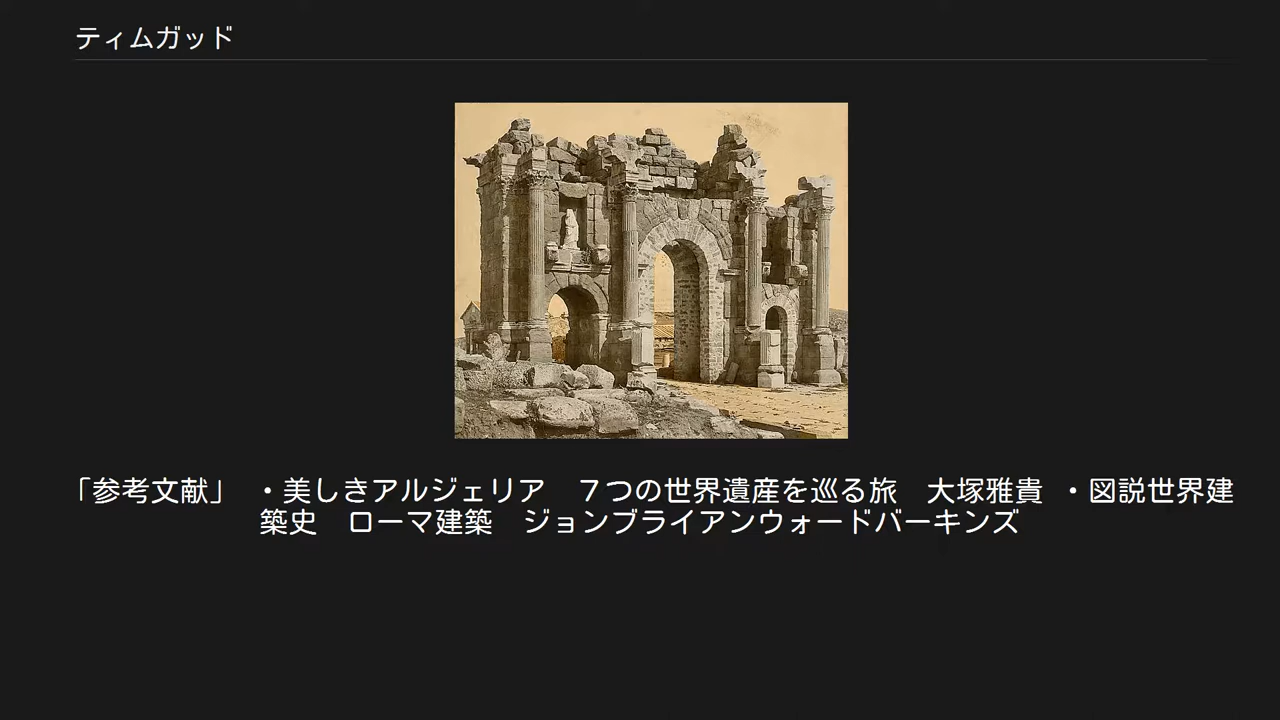 ティムガッド
「参考文献」　・美しきアルジェリア　７つの世界遺産を巡る旅　大塚雅貴　・図説世界建
築史　ローマ建築　ジョンブライアンウォードバーキンズ